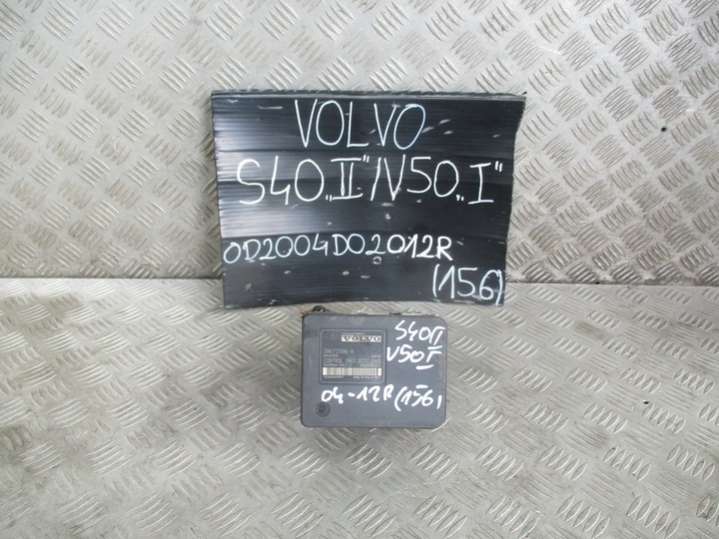 VOLVO
S40„II”/V50„I”
OD2004DO2012R
(156)
VOLVO
S40II
V50I
04-12R(156)